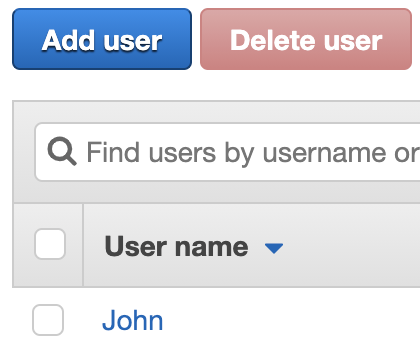 Add user
Delete user
Find users by username or
User name
John